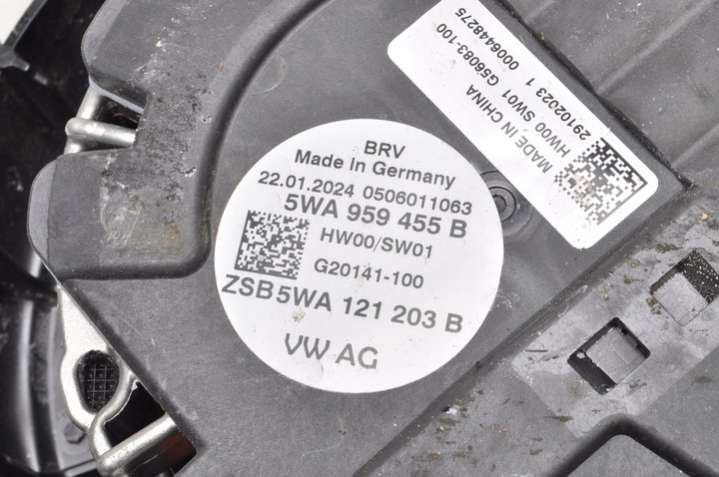 BRV
Made in Germany
22.01.2024 0506011063
5WA 959 455 B
HW00/SW01
G20141-100
ZSB 5WA 121 203 B
VW AG
MADE IN CHINA
HW00 SW01 G56083-100
29102023 1 0006448275